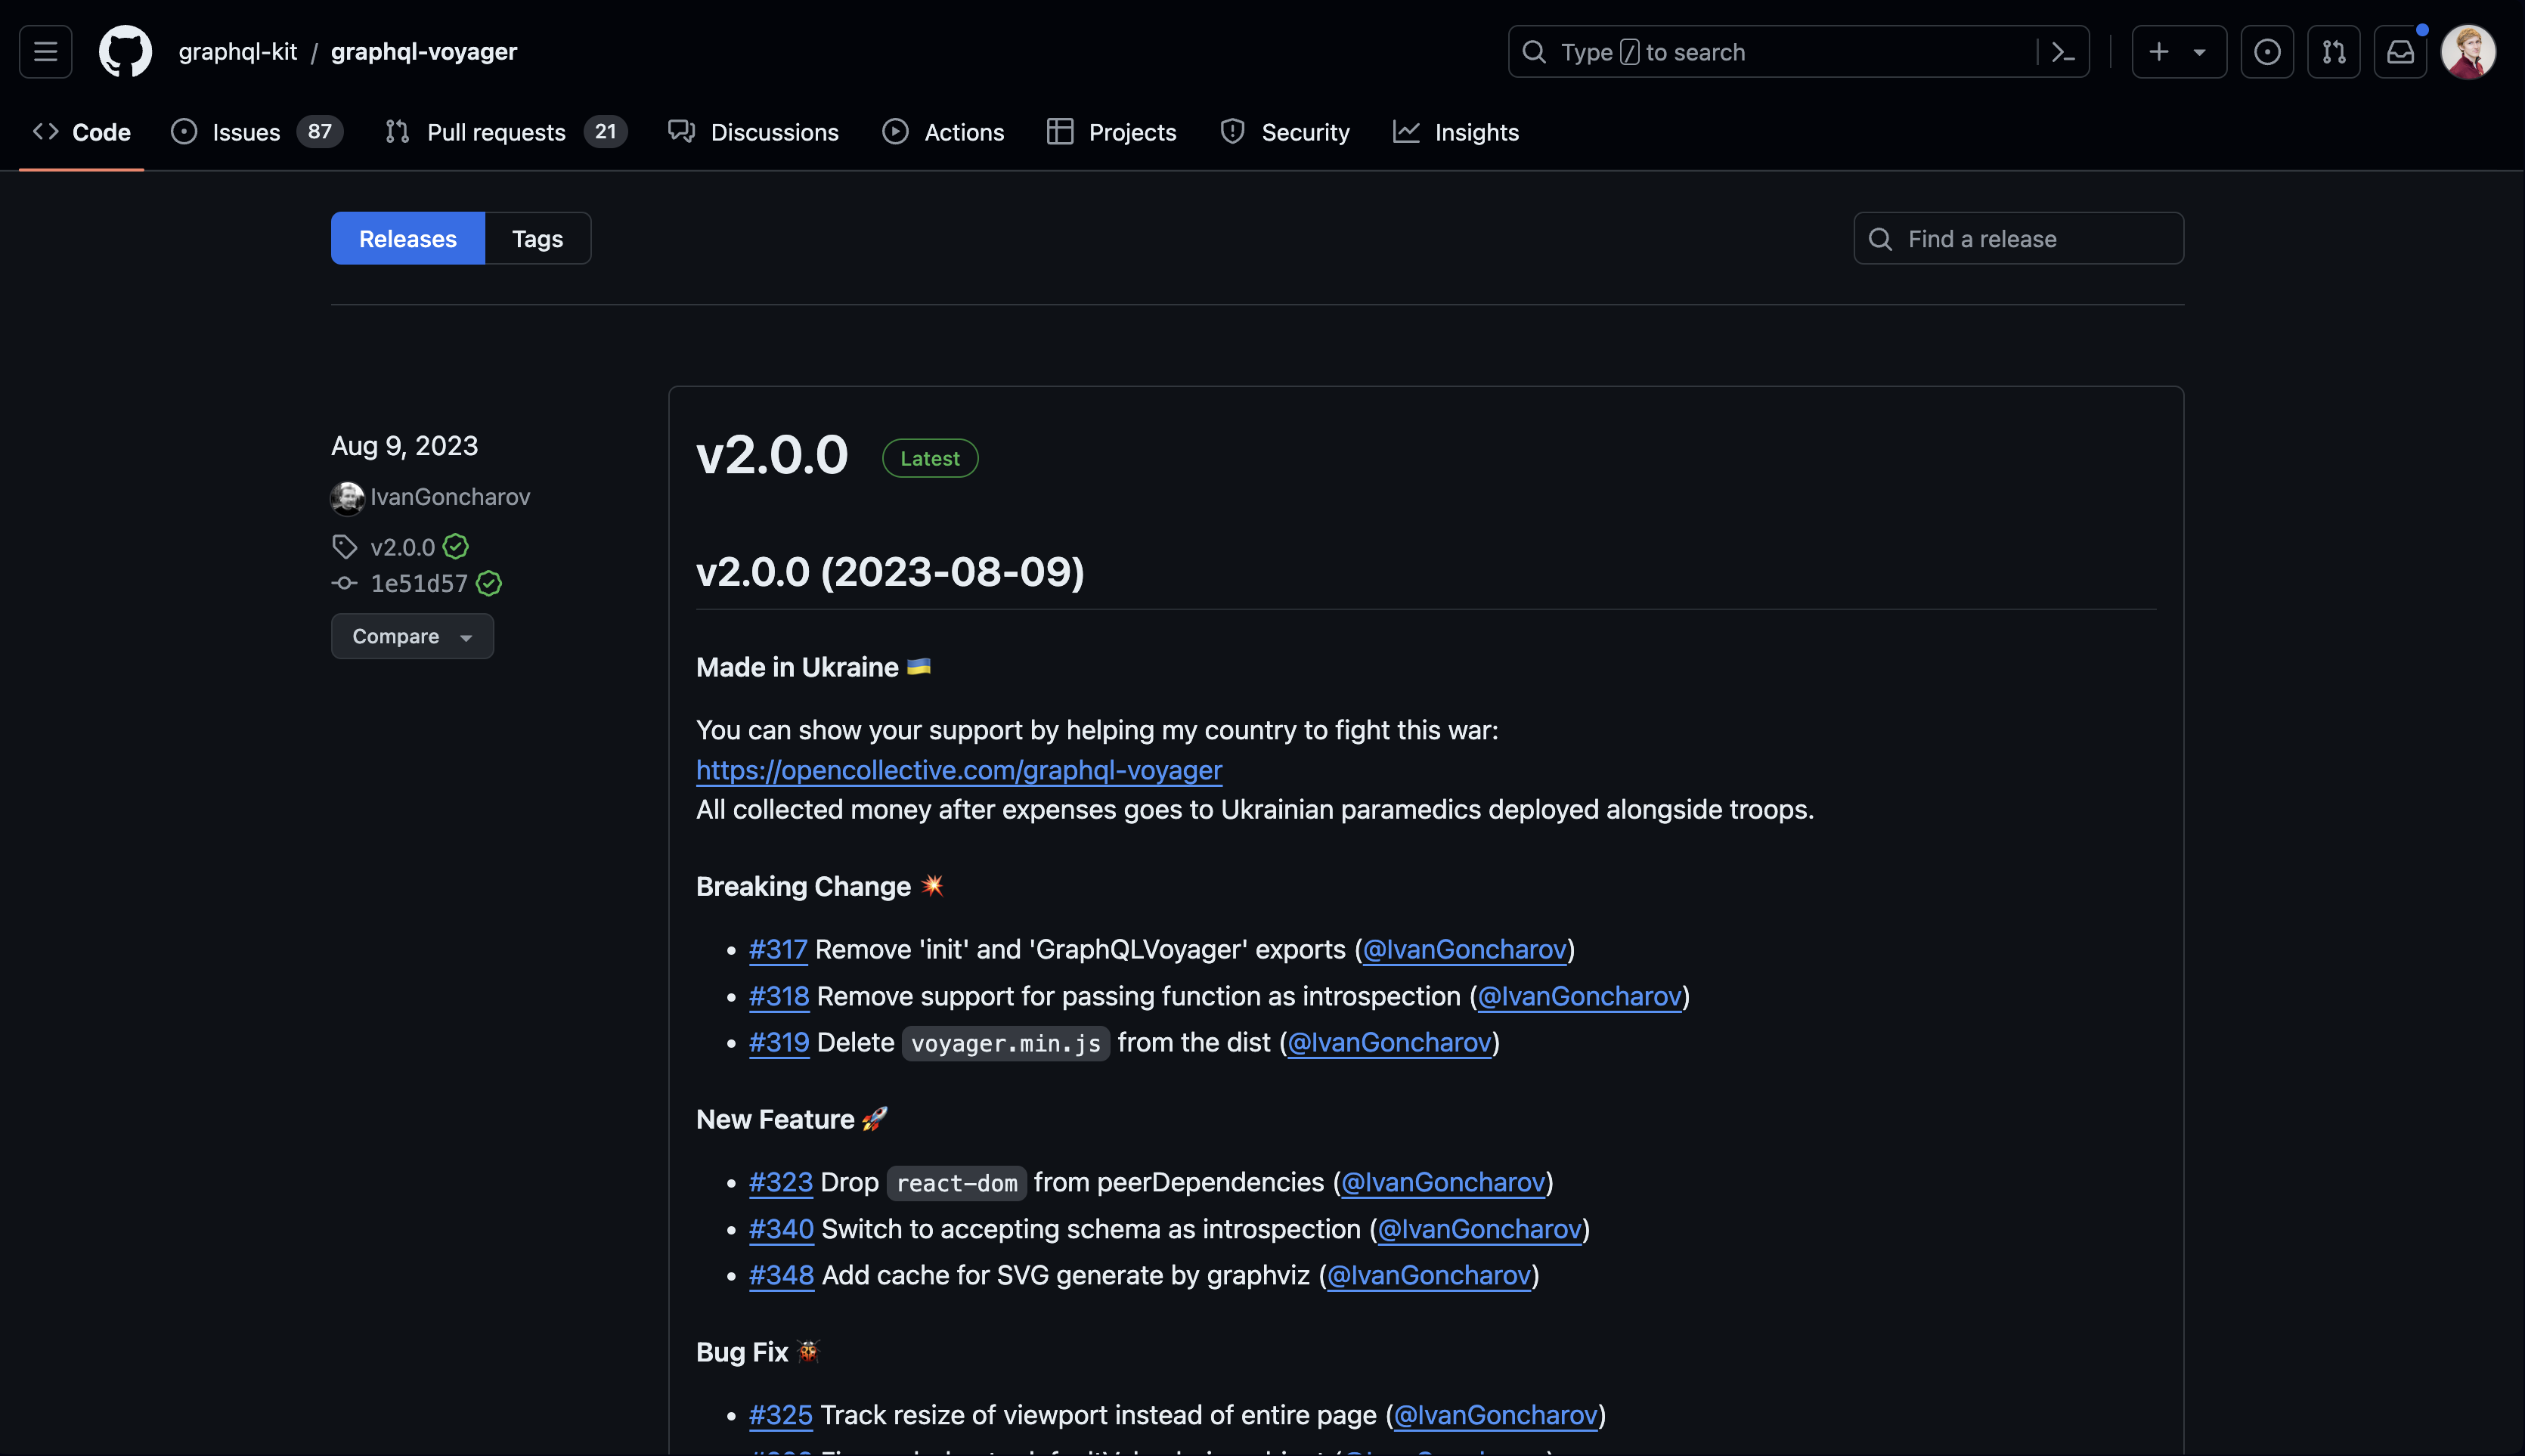 graphql-kit / graphql-voyager
Type / to search
Code
Issues 87
Pull requests 21
Discussions
Actions
Projects
Security
Insights
Releases
Tags
Find a release
Aug 9, 2023
IvanGoncharov
v2.0.0
1e51d57
Compare
v2.0.0 Latest
v2.0.0 (2023-08-09)
Made in Ukraine 🇺🇦
You can show your support by helping my country to fight this war:
https://opencollective.com/graphql-voyager
All collected money after expenses goes to Ukrainian paramedics deployed alongside troops.
Breaking Change 💥
• #317 Remove 'init' and 'GraphQLVoyager' exports (@IvanGoncharov)
• #318 Remove support for passing function as introspection (@IvanGoncharov)
• #319 Delete voyager.min.js from the dist (@IvanGoncharov)
New Feature 🚀
• #323 Drop react-dom from peerDependencies (@IvanGoncharov)
• #340 Switch to accepting schema as introspection (@IvanGoncharov)
• #348 Add cache for SVG generate by graphviz (@IvanGoncharov)
Bug Fix 🐞
• #325 Track resize of viewport instead of entire page (@IvanGoncharov)